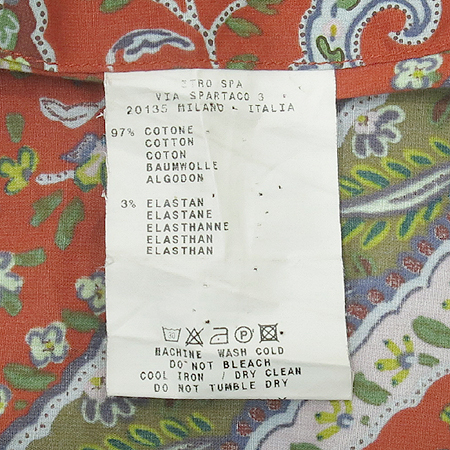 ETRO SPA
VIA SPARTACO 3
20135 MILANO - ITALIA
97% COTONE
COTTON
COTON
BAUMWOLLE
ALGODON
3% ELASTAN
ELASTANE
ELASTHANNE
ELASTHAN
ELASTHAN
30 P
MACHINE WASH COLD
DO NOT BLEACH
COOL IRON / DRY CLEAN
DO NOT TUMBLE DRY